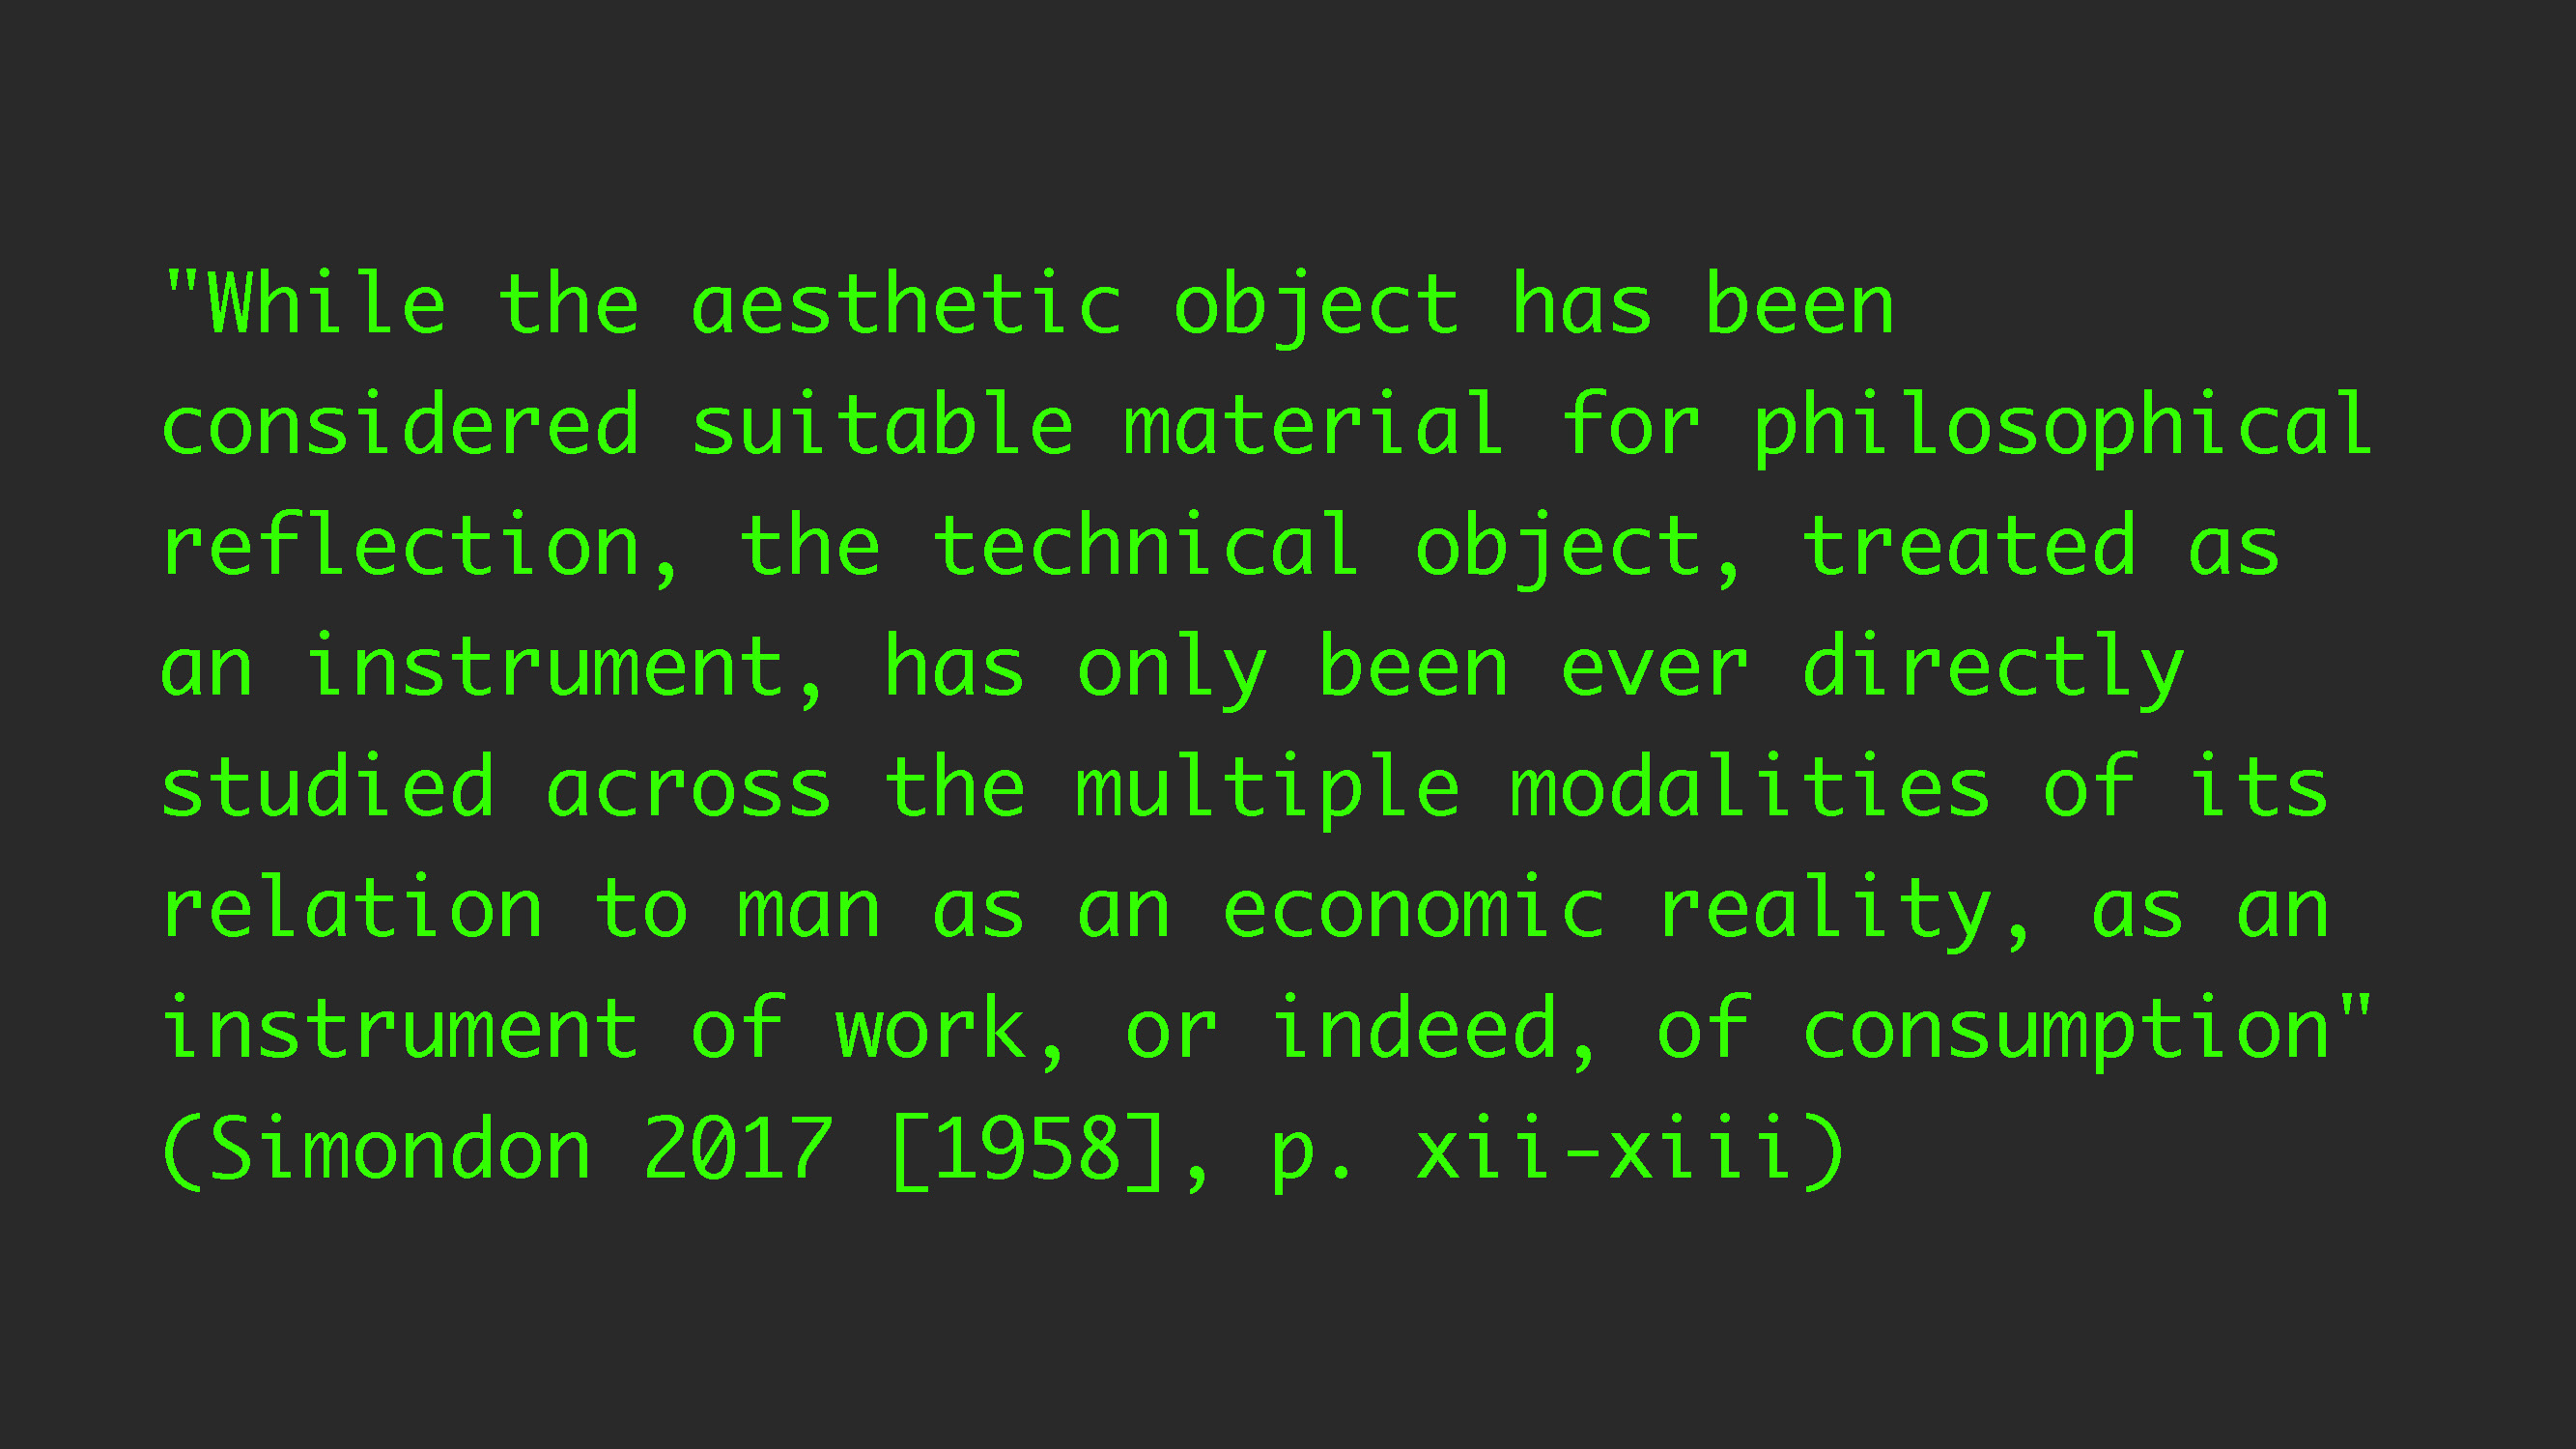 "While the aesthetic object has been
considered suitable material for philosophical
reflection, the technical object, treated as
an instrument, has only been ever directly
studied across the multiple modalities of its
relation to man as an economic reality, as an
instrument of work, or indeed, of consumption"
(Simondon 2017 [1958], p. xii-xiii)